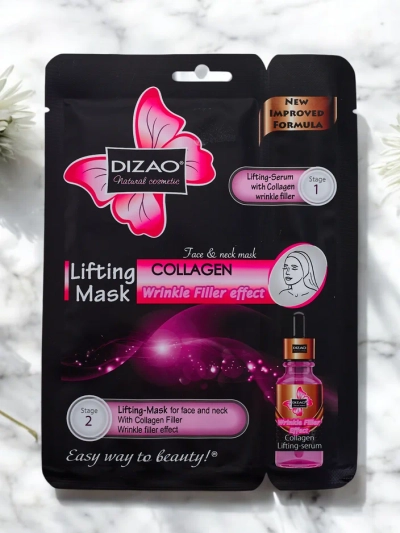 New
Improved
Formula
DIZAO®
Natural cosmetic
Lifting-Serum
with Collagen
wrinkle filler
Stage
1
Face & neck mask
Lifting
Mask
COLLAGEN
Wrinkle Filler effect
Stage
2
Lifting-Mask for face and neck
With Collagen Filler
Wrinkle filler effect
Easy way to beauty!®
DIZAO
DIZAO
Wrinkle Filler
Effect
Collagen
Lifting-serum